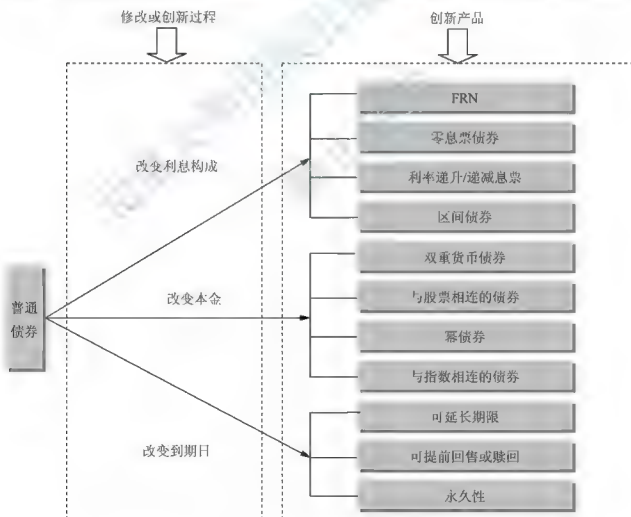 修改或创新过程
创新产品
FRN
零息票债券
改变利息构成
利率递升/递减息票
区间债券
双重货币债券
普通
债券
改变本金
与股票相连的债券
幂债券
与指数相连的债券
改变到期日
可延长期限
可提前回售或赎回
永久性